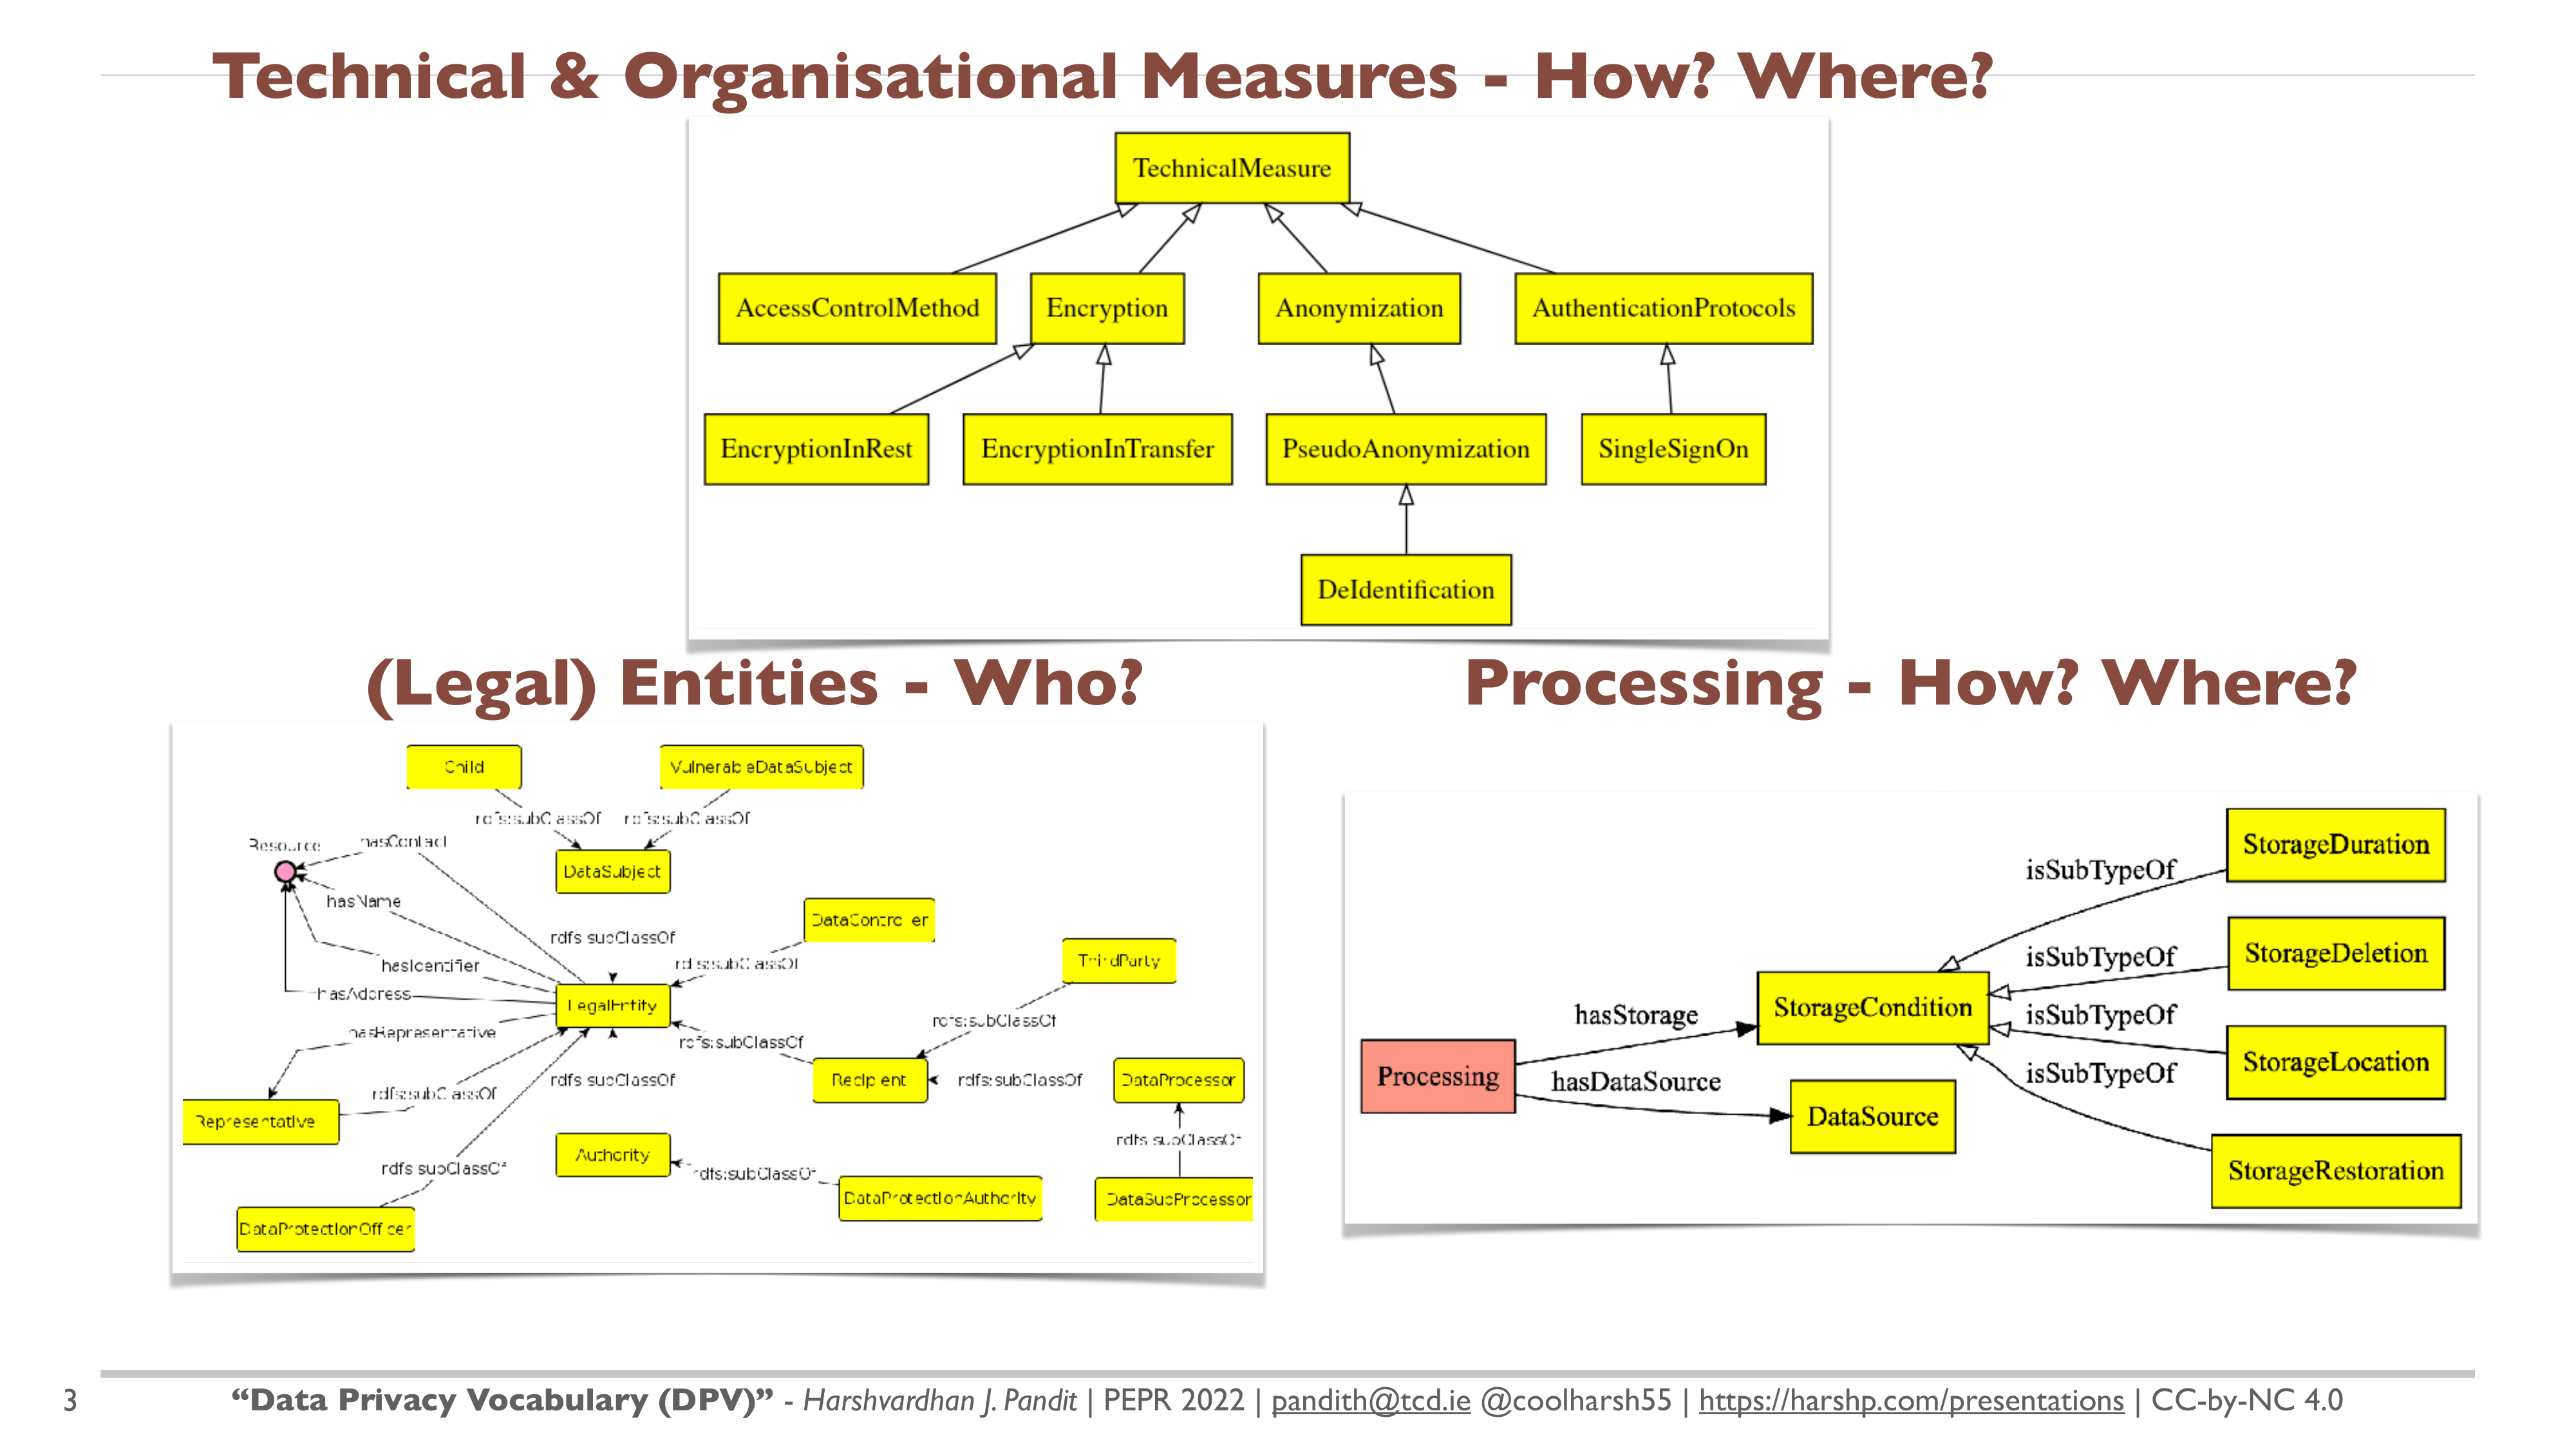 Technical & Organisational Measures - How? Where?
TechnicalMeasure
AccessControlMethod
Encryption
Anonymization
AuthenticationProtocols
EncryptionInRest
EncryptionInTransfer
PseudoAnonymization
SingleSignOn
DeIdentification
(Legal) Entities - Who?
Child
VulnerableDataSubject
rdfs:subClassOf
rdfs:subClassOf
Resource
hasContact
DataSubject
hasName
DataController
rdfs:subClassOf
hasIdentifier
rdfs:subClassOf
ThirdParty
hasAddress
LegalEntity
hasRepresentative
rdfs:subClassOf
rdfs:subClassOf
rdfs:subClassOf
rdfs:subClassOf
Recipient
rdfs:subClassOf
DataProcessor
Representative
Authority
rdfs:subClassOf
rdfs:subClassOf
rdfs:subClassOf
DataProtectionAuthority
DataSubProcessor
DataProtectionOfficer
Processing - How? Where?
StorageDuration
isSubTypeOf
StorageDeletion
isSubTypeOf
hasStorage
StorageCondition
isSubTypeOf
StorageLocation
Processing
hasDataSource
isSubTypeOf
DataSource
StorageRestoration
3
“Data Privacy Vocabulary (DPV)” - Harshvardhan J. Pandit | PEPR 2022 | pandith@tcd.ie @coolharsh55 | https://harshp.com/presentations | CC-by-NC 4.0